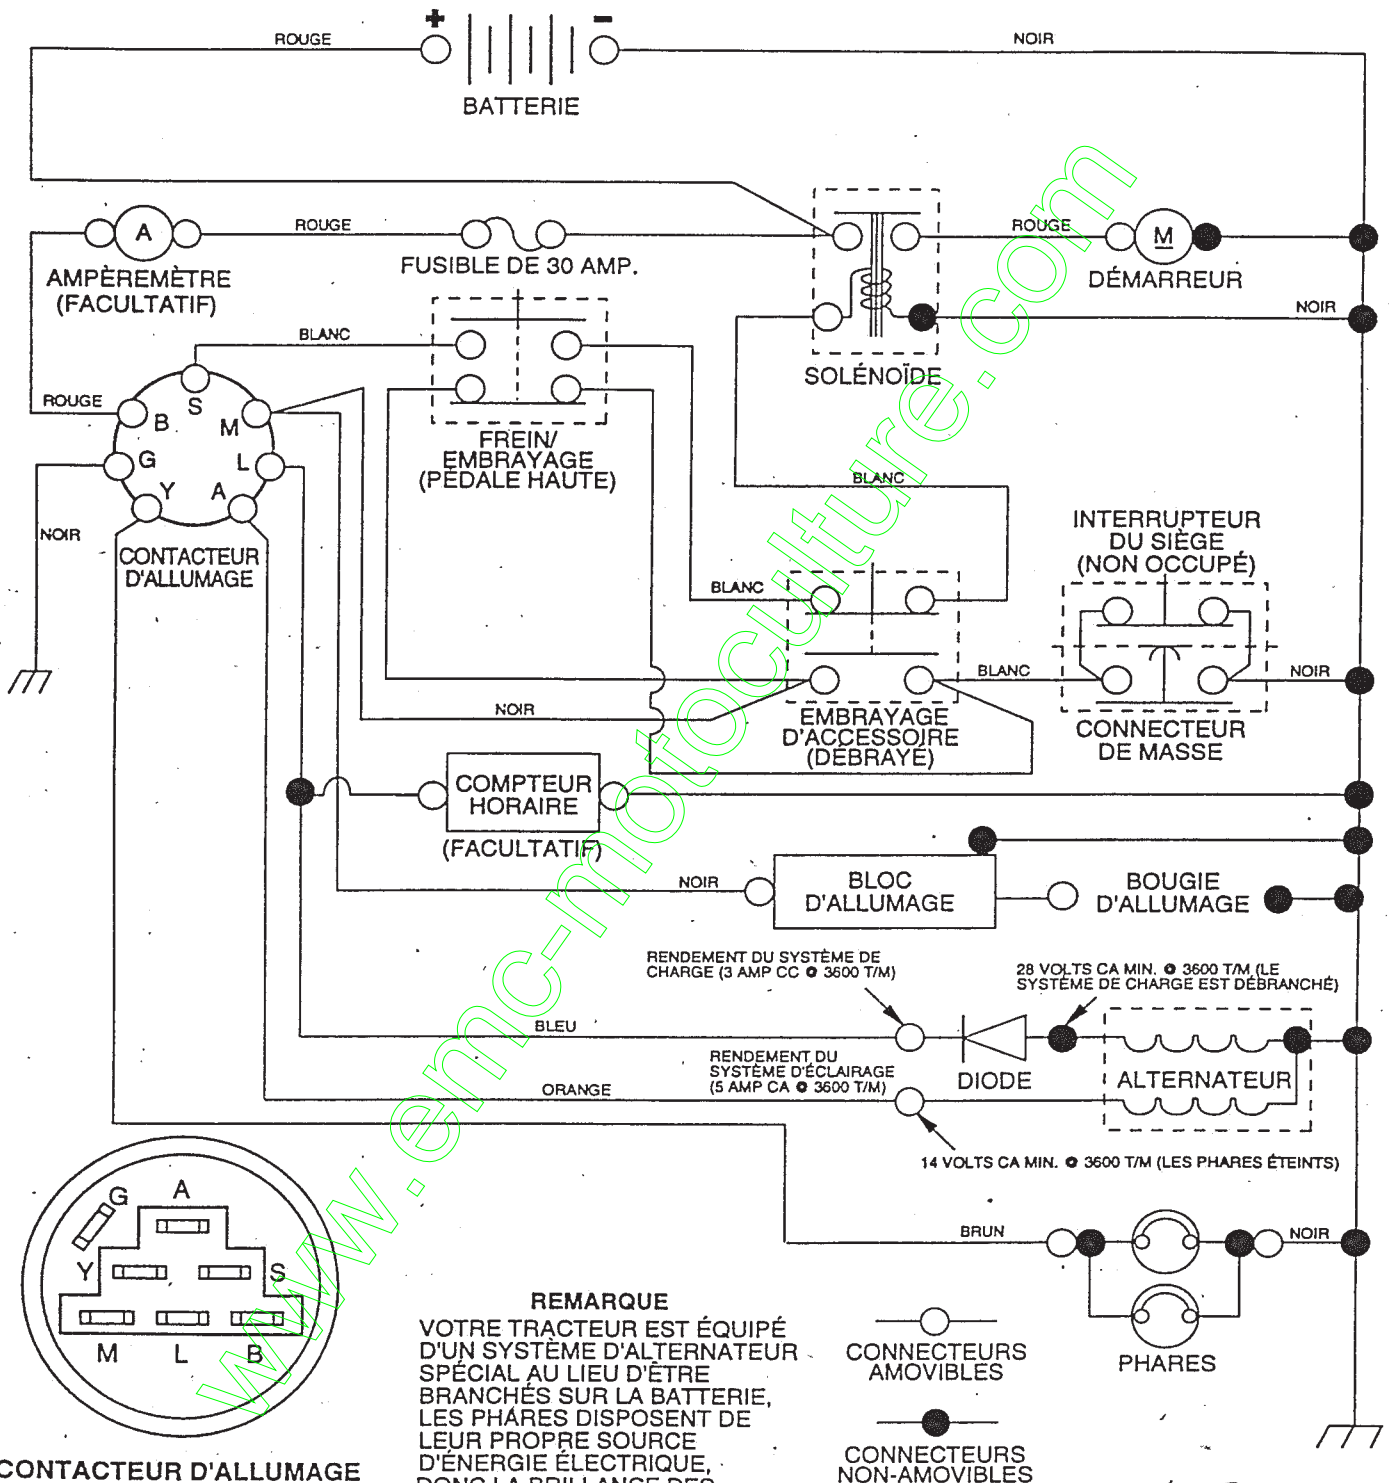 +
-
ROUGE
NOIR
BATTERIE
A
ROUGE
ROUGE
M
AMPÈREMÈTRE
(FACULTATIF)
FUSIBLE DE 30 AMP.
DÉMARREUR
NOIR
BLANC
SOLÉNOÏDE
ROUGE
S
B
M
G
L
Y
A
FREIN/
EMBRAYAGE
(PÉDALE HAUTE)
BLANC
NOIR
CONTACTEUR
D'ALLUMAGE
INTERRUPTEUR
DU SIÈGE
(NON OCCUPÉ)
BLANC
BLANC
NOIR
NOIR
EMBRAYAGE
D'ACCESSOIRE
(DÉBRAYÉ)
CONNECTEUR
DE MASSE
COMPTEUR
HORAIRE
(FACULTATIF)
NOIR
BLOC
D'ALLUMAGE
BOUGIE
D'ALLUMAGE
RENDEMENT DU SYSTÈME DE
CHARGE (3 AMP CC @ 3600 T/M)
28 VOLTS CA MIN. @ 3600 T/M (LE
SYSTÈME DE CHARGE EST DÉBRANCHÉ)
BLEU
RENDEMENT DU
SYSTÈME D'ÉCLAIRAGE
(5 AMP CA @ 3600 T/M)
DIODE
ALTERNATEUR
ORANGE
14 VOLTS CA MIN. @ 3600 T/M (LES PHARES ÉTEINTS)
BRUN
NOIR
PHARES
G
A
Y
S
M
L
B
CONTACTEUR D'ALLUMAGE
REMARQUE
VOTRE TRACTEUR EST ÉQUIPÉ
D'UN SYSTÈME D'ALTERNATEUR
SPÉCIAL AU LIEU D'ÊTRE
BRANCHÉS SUR LA BATTERIE,
LES PHARES DISPOSENT DE
LEUR PROPRE SOURCE
D'ÉNERGIE ÉLECTRIQUE,
DONC LA BRILLANSE DES
CONNECTEURS
AMOVIBLES
CONNECTEURS
NON-AMOVIBLES
www.emc-motoculture.com